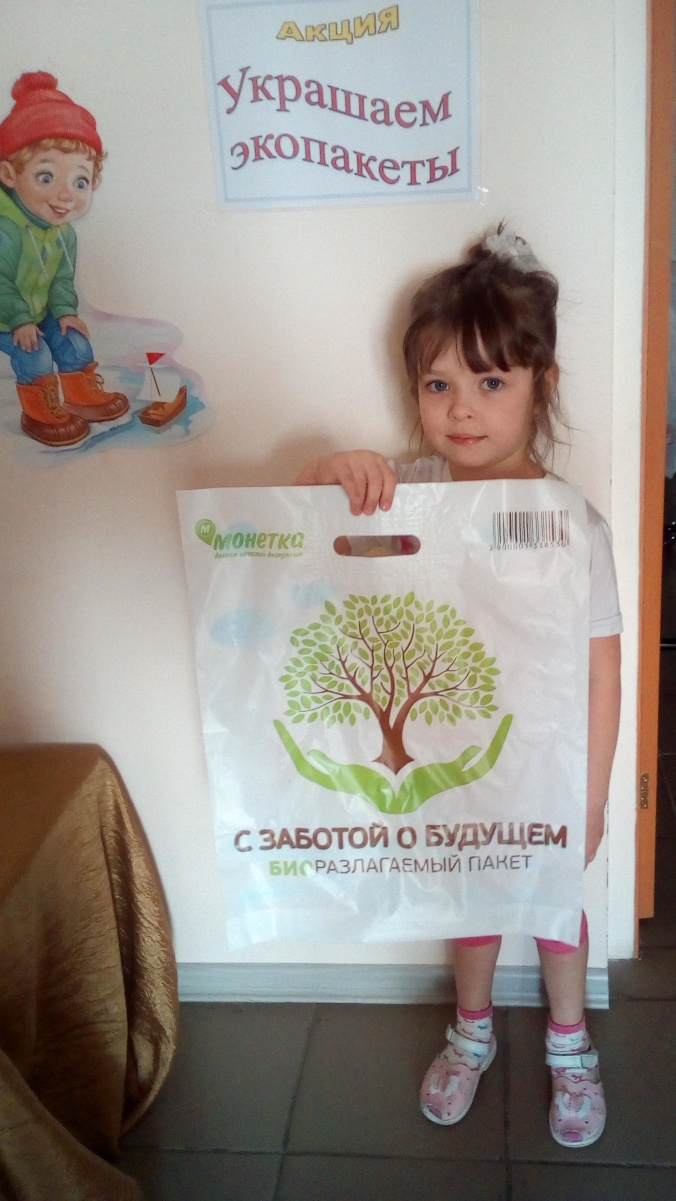 Акция
Украшаем
экопакеты
М
монетка
С ЗАБОТОЙ О БУДУЩЕМ
БИОРАЗЛАГАЕМЫЙ ПАКЕТ